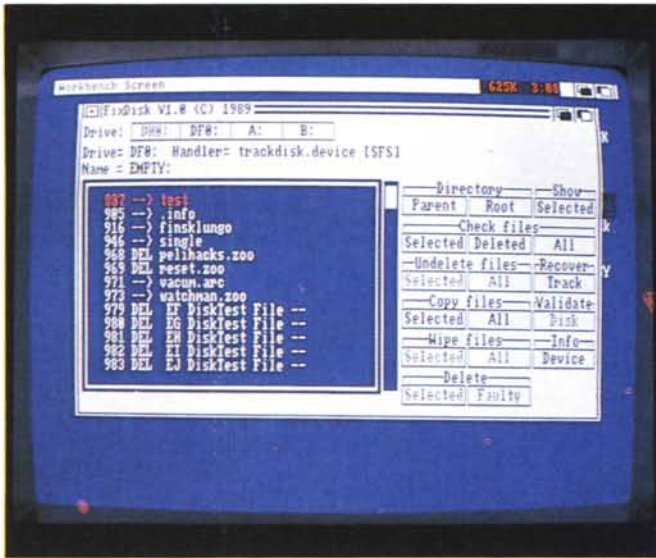 Workbench Screen 625K 3:01
FixDisk V1.0 (C) 1989
Drive: DH0: DF0: A: B:
Drive= DF0: Handler= trackdisk.device [SFS]
Name = EMPTY:
887 --> test
905 --> .info
916 --> finsklungo
946 --> single
968 DEL pelihacks.zoo
969 DEL reset.zoo
971 --> vacum.arc
973 --> watchman.zoo
979 DEL EF DiskTest File --
980 DEL EG DiskTest File --
981 DEL EH DiskTest File --
982 DEL EI DiskTest File --
983 DEL EJ DiskTest File --
Directory Show
Parent Root Selected
Check files
Selected Deleted All
Undelete files Recover
Selected All Track
Copy files Validate
Selected All Disk
Wipe files Info
Selected All Device
Delete
Selected Faulty